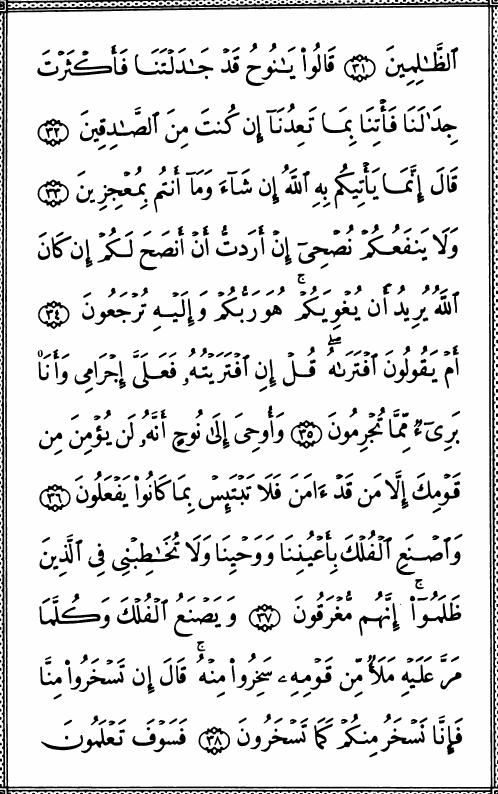 ٱلظَّٰلِمِينَ ﴿٣١﴾ قَالُوا۟ يَٰنُوحُ قَدْ جَٰدَلْتَنَا فَأَكْثَرْتَ
جِدَٰلَنَا فَأْتِنَا بِمَا تَعِدُنَآ إِن كُنتَ مِنَ ٱلصَّٰدِقِينَ ﴿٣٢﴾
قَالَ إِنَّمَا يَأْتِيكُم بِهِ ٱللَّهُ إِن شَآءَ وَمَآ أَنتُم بِمُعْجِزِينَ ﴿٣٣﴾
وَلَا يَنفَعُكُمْ نُصْحِىٓ إِنْ أَرَدتُّ أَنْ أَنصَحَ لَكُمْ إِن كَانَ
ٱللَّهُ يُرِيدُ أَن يُغْوِيَكُمْ ۚ هُوَ رَبُّكُمْ وَإِلَيْهِ تُرْجَعُونَ ﴿٣٤﴾
أَمْ يَقُولُونَ ٱفْتَرَىٰهُ ۖ قُلْ إِنِ ٱفْتَرَيْتُهُۥ فَعَلَىَّ إِجْرَامِى وَأَنَا۠
بَرِىٓءٌ مِّمَّا تُجْرِمُونَ ﴿٣٥﴾ وَأُوحِىَ إِلَىٰ نُوحٍ أَنَّهُۥ لَن يُؤْمِنَ مِن
قَوْمِكَ إِلَّا مَن قَدْ ءَامَنَ فَلَا تَبْتَئِسْ بِمَا كَانُوا۟ يَفْعَلُونَ ﴿٣٦﴾
وَٱصْنَعِ ٱلْفُلْكَ بِأَعْيُنِنَا وَوَحْيِنَا وَلَا تُخَٰطِبْنِى فِى ٱلَّذِينَ
ظَلَمُوٓا۟ ۚ إِنَّهُم مُّغْرَقُونَ ﴿٣٧﴾ وَيَصْنَعُ ٱلْفُلْكَ وَكُلَّمَا
مَرَّ عَلَيْهِ مَلَأٌ مِّن قَوْمِهِۦ سَخِرُوا۟ مِنْهُ ۚ قَالَ إِن تَسْخَرُوا۟ مِنَّا
فَإِنَّا نَسْخَرُ مِنكُمْ كَمَا تَسْخَرُونَ ﴿٣٨﴾ فَسَوْفَ تَعْلَمُونَ